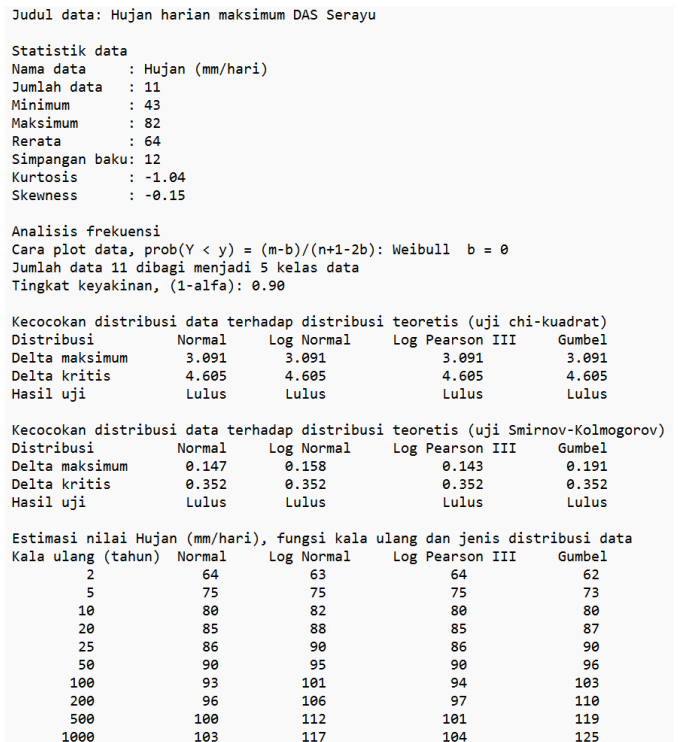 Judul data: Hujan harian maksimum DAS Serayu
Statistik data
Nama data : Hujan (mm/hari)
Jumlah data : 11
Minimum : 43
Maksimum : 82
Rerata : 64
Simpangan baku: 12
Kurtosis : -1.04
Skewness : -0.15
Analisis frekuensi
Cara plot data, prob(Y < y) = (m-b)/(n+1-2b): Weibull b = 0
Jumlah data 11 dibagi menjadi 5 kelas data
Tingkat keyakinan, (1-alfa): 0.90
Kecocokan distribusi data terhadap distribusi teoretis (uji chi-kuadrat)
Distribusi Normal Log Normal Log Pearson III Gumbel
Delta maksimum 3.091 3.091 3.091 3.091
Delta kritis 4.605 4.605 4.605 4.605
Hasil uji Lulus Lulus Lulus Lulus
Kecocokan distribusi data terhadap distribusi teoretis (uji Smirnov-Kolmogorov)
Distribusi Normal Log Normal Log Pearson III Gumbel
Delta maksimum 0.147 0.158 0.143 0.191
Delta kritis 0.352 0.352 0.352 0.352
Hasil uji Lulus Lulus Lulus Lulus
Estimasi nilai Hujan (mm/hari), fungsi kala ulang dan jenis distribusi data
Kala ulang (tahun) Normal Log Normal Log Pearson III Gumbel
2 64 63 64 62
5 75 75 75 73
10 80 82 80 80
20 85 88 85 87
25 86 90 86 90
50 90 95 90 96
100 93 101 94 103
200 96 106 97 110
500 100 112 101 119
1000 103 117 104 125